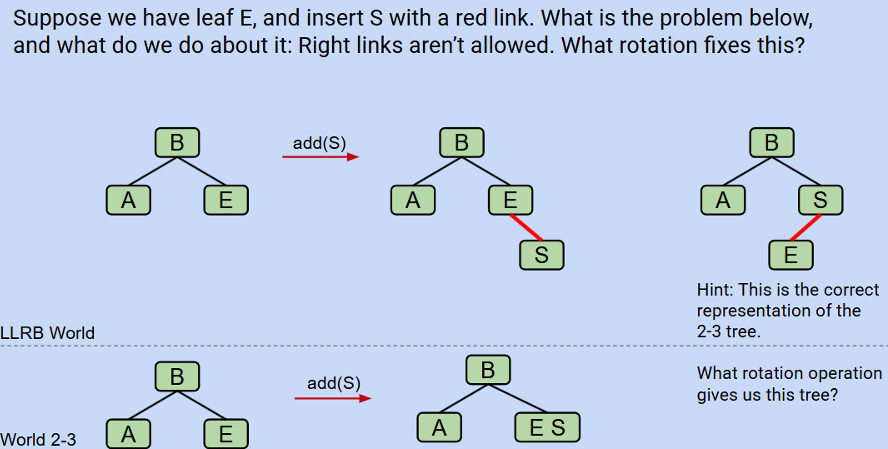 Suppose we have leaf E, and insert S with a red link. What is the problem below,
and what do we do about it: Right links aren't allowed. What rotation fixes this?
B
add(S)
B
B
A
E
A
E
A
S
S
E
Hint: This is the correct
representation of the
2-3 tree.
LLRB World
B
add(S)
B
What rotation operation
gives us this tree?
World 2-3
A
E
A
E S